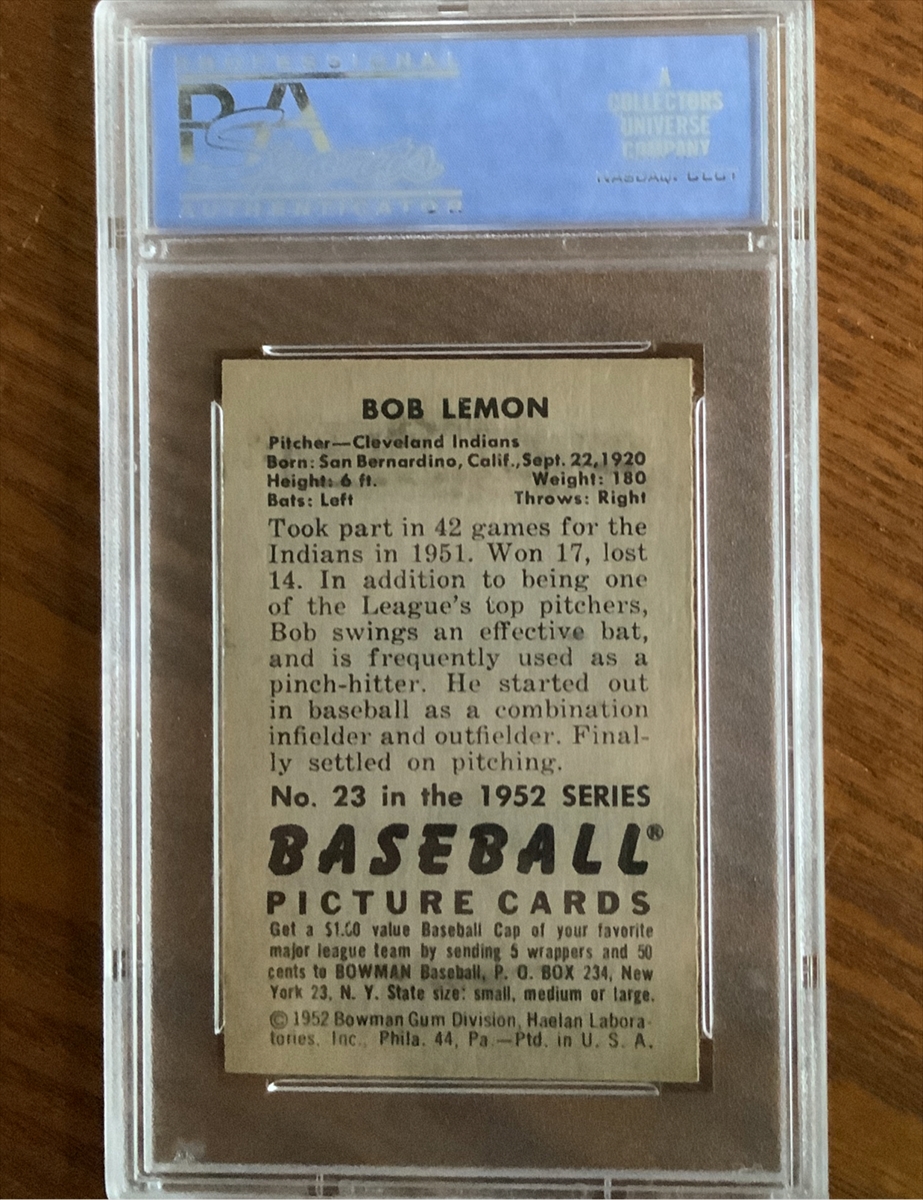 PROFESSIONAL
PSA
AUTHENTICATOR
A
COLLECTORS
UNIVERSE
COMPANY
NASDAQ: CLCT
BOB LEMON
Pitcher—Cleveland Indians
Born: San Bernardino, Calif., Sept. 22, 1920
Height: 6 ft. Weight: 180
Bats: Left Throws: Right
Took part in 42 games for the
Indians in 1951. Won 17, lost
14. In addition to being one
of the League's top pitchers,
Bob swings an effective bat,
and is frequently used as a
pinch-hitter. He started out
in baseball as a combination
infielder and outfielder. Final-
ly settled on pitching.
No. 23 in the 1952 SERIES
BASEBALL®
PICTURE CARDS
Get a $1.00 value Baseball Cap of your favorite
major league team by sending 5 wrappers and 50
cents to BOWMAN Baseball, P. O. BOX 234, New
York 23, N. Y. State size: small, medium or large.
© 1952 Bowman Gum Division, Haelan Labora-
tories, Inc., Phila. 44, Pa.—Ptd. in U. S. A.